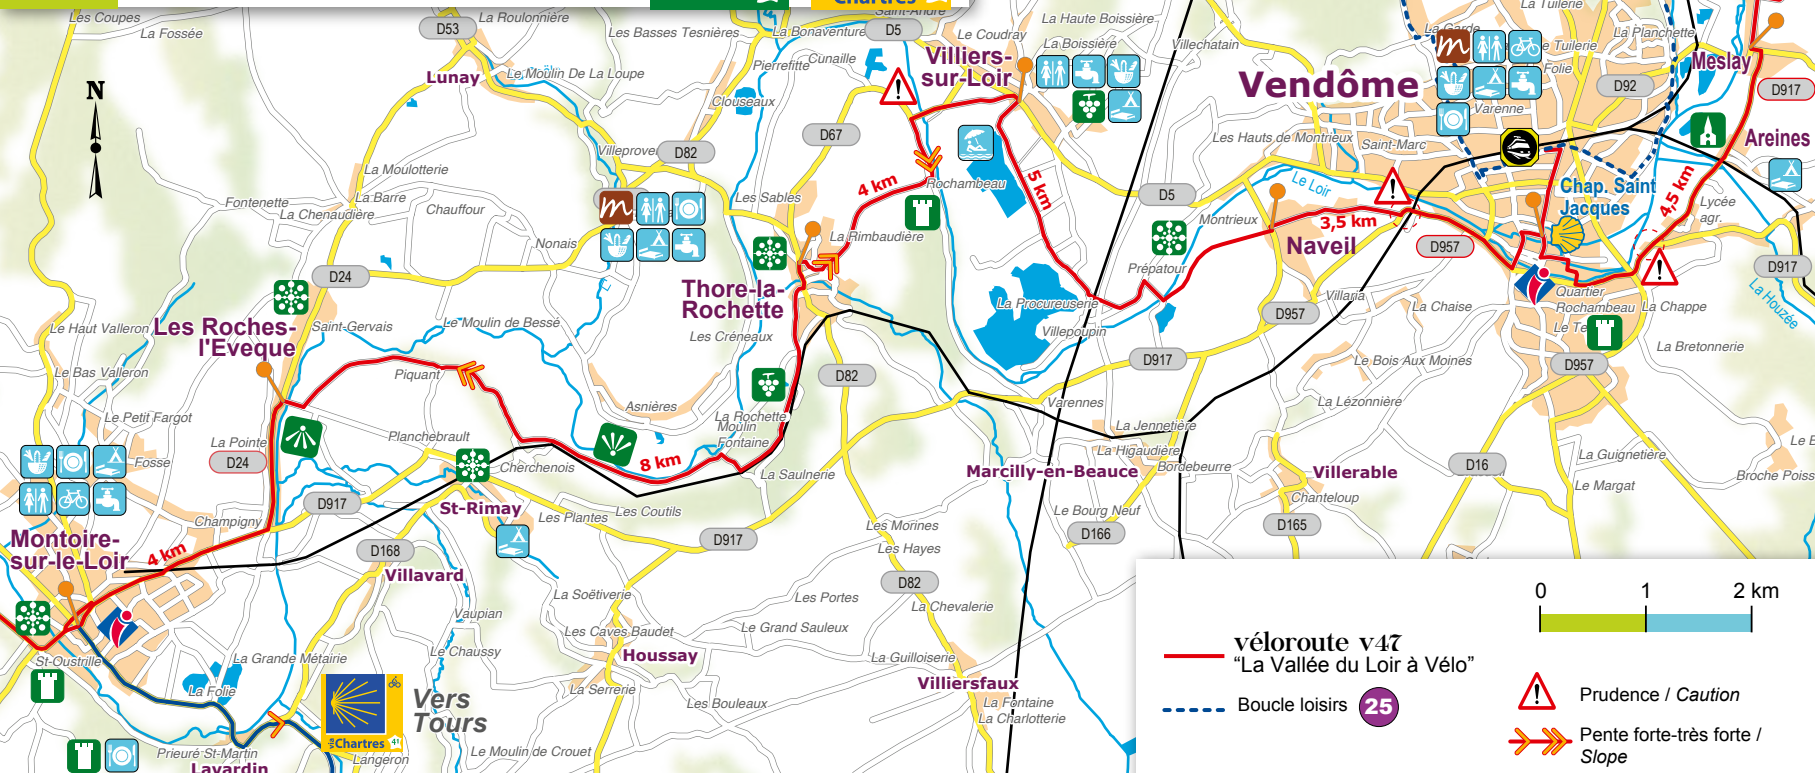 Chartres
Saint-André
Les Coupes
La Fossée
D53
La Roulonnière
Les Basses Tesnières
La Bonaventure
D5
Le Coudray
La Haute Boissière
La Boissière
Villechatain
La Tuilerie
La Garde
La Planchette
Meslay
D917
N
Lunay
Le Moulin De La Loupe
Pierrefitte
Cunaille
Villiers-
sur-Loir
Vendôme
m
e Tuilerie
Folie
Varenne
D92
Clouseaux
D67
Les Hauts de Montrieux
Saint-Marc
Areines
Villeprovert
D82
La Moulotterie
La Barre
Fontenette
La Chenaudière
Chauffour
Nonais
m
Les Sables
4 km
Rochambeau
5 km
D5
Le Loir
Chap. Saint
Jacques
4,5 km
Lycée
agr.
Montrieux
3,5 km
Naveil
D957
La Rimbaudière
Prépatour
D917
La Houzée
D24
Thore-la-
Rochette
La Procureuserie
Villepoupin
Villaria
D957
La Chaise
Quartier
Rochambeau
La Chappe
Le Haut Valleron
Les Roches-
l'Eveque
Saint-Gervais
Le Moulin de Bessé
Les Créneaux
Le Te
La Bretonnerie
Le Bas Valleron
Piquant
D82
D917
Le Bois Aux Moines
D957
Le Petit Fargot
Asnières
La Rochette
Moulin
Fontaine
Varennes
La Lézonnière
La Jennetière
La Pointe
D24
Planchebrault
Cherchenois
8 km
La Saulnerie
Marcilly-en-Beauce
La Higaudière
Bordebeurre
Villerable
D16
La Guignetière
Le B
Broche Poiss
Fosse
D917
St-Rimay
Les Plantes
Les Coutils
Chanteloup
Le Margat
Champigny
Montoire-
sur-le-Loir
4 km
D168
Villavard
D917
Les Morines
Les Hayes
Le Bourg Neuf
D166
D165
La Soëtiverie
Vaupian
Les Portes
D82
La Chevalerie
Les Caves Baudet
Le Grand Sauleux
St-Oustrille
La Grande Métairie
Le Chaussy
Houssay
La Guilloiserie
La Folie
La Serrerie
Les Bouleaux
Villiersfaux
La Fontaine
La Charlotterie
Vers
Tours
via
Chartres
Prieuré St-Martin
Langeron
Le Moulin de Crouet
Lavardin
0
1
2 km
véloroute v47
“La Vallée du Loir à Vélo”
Boucle loisirs
25
Prudence / Caution
Pente forte-très forte /
Slope